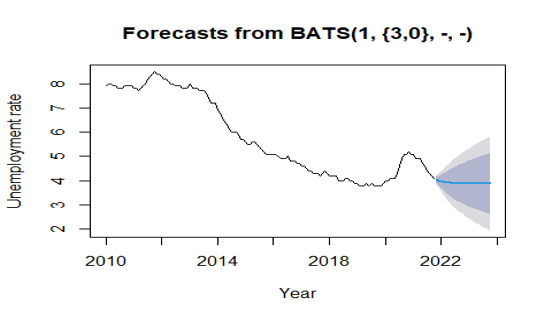 Forecasts from BATS(1, {3,0}, -, -)
Unemployment rate
8
7
6
5
4
3
2
2010 2014 2018 2022
Year